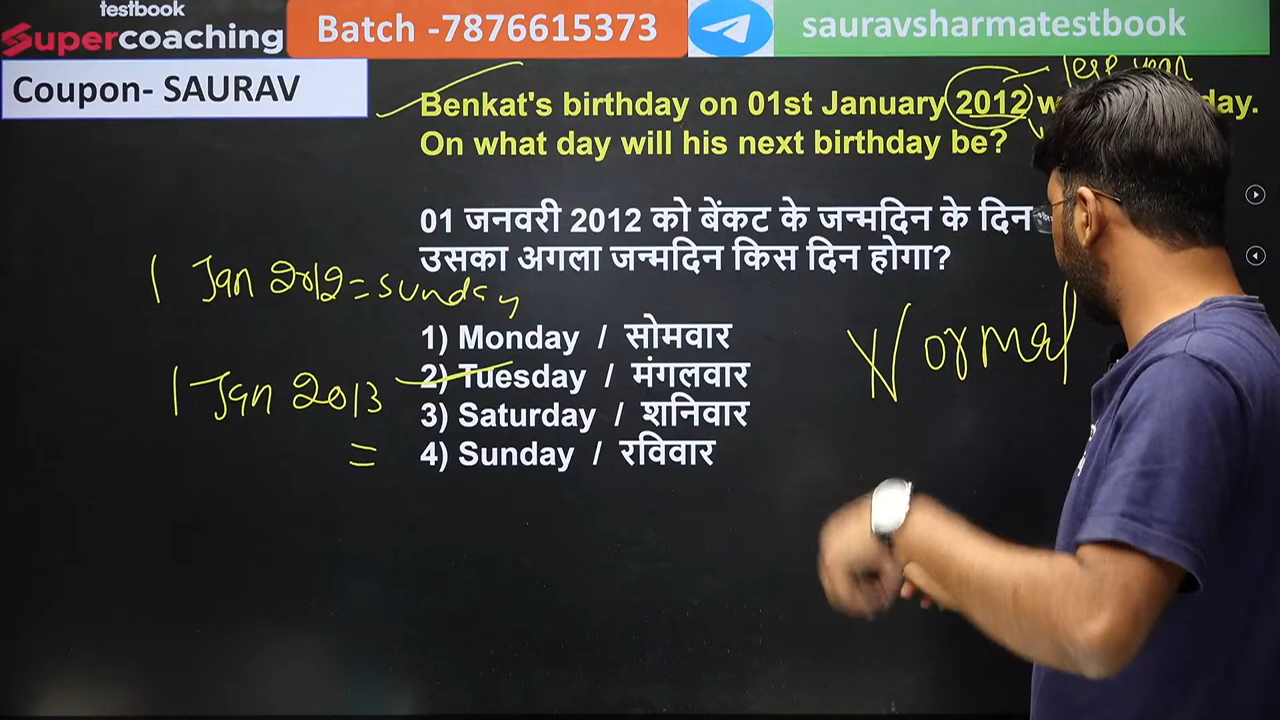 testbook
Supercoaching
Batch -7876615373
sauravsharmatestbook
Coupon- SAURAV
Benkat's birthday on 01st January 2012 w day.
On what day will his next birthday be?
01 जनवरी 2012 को बेंकट के जन्मदिन के दिन
उसका अगला जन्मदिन किस दिन होगा?
1 Jan 2012 = sunday
1) Monday / सोमवार
Normal
1 Jan 2013
2) Tuesday / मंगलवार
3) Saturday / शनिवार
=
4) Sunday / रविवार